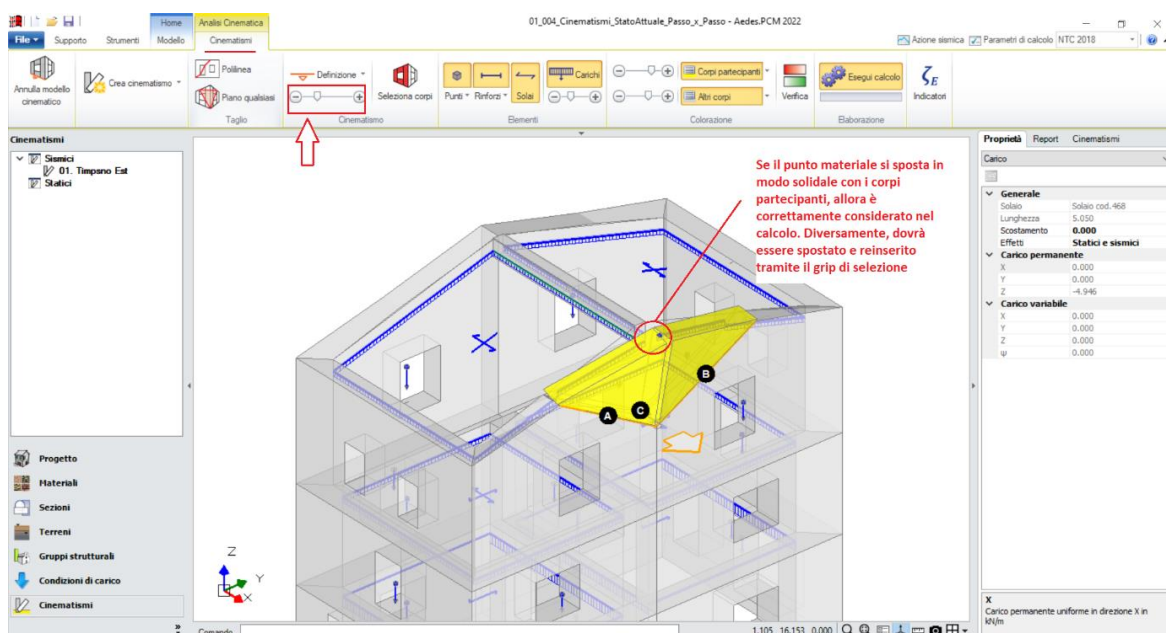 01_004_Cinematismi_StatoAttuale_Passo_x_Passo - Aedes.PCM 2022
Home
Analisi Cinematica
File
Supporto
Strumenti
Modello
Cinematismi
Azione sismica
Parametri di calcolo
NTC 2018
Annulla modello
cinematico
Crea cinematismo
Polilinea
Piano qualsiasi
Taglio
Definizione
Seleziona corpi
Cinematismo
Punti
Rinforzi
Solai
Carichi
Elementi
Corpi partecipanti
Altri corpi
Colorazione
Verifica
Esegui calcolo
Elaborazione
ζE
Indicatori
Cinematismi
Sismici
01. Timpano Est
Statici
Progetto
Materiali
Sezioni
Terreni
Gruppi strutturali
Condizioni di carico
Cinematismi
Se il punto materiale si sposta in
modo solidale con i corpi
partecipanti, allora è
correttamente considerato nel
calcolo. Diversamente, dovrà
essere spostato e reinserito
tramite il grip di selezione
A
C
B
Z
Y
X
Comando
1.105 16.153 0.000
Proprietà
Report
Cinematismi
Carico
Generale
Solaio Solaio cod.468
Lunghezza 5.050
Scostamento 0.000
Effetti Statici e sismici
Carico permanente
X 0.000
Y 0.000
Z -4.946
Carico variabile
X 0.000
Y 0.000
Z 0.000
ψ 0.000
X
Carico permanente uniforme in direzione X in
kN/m